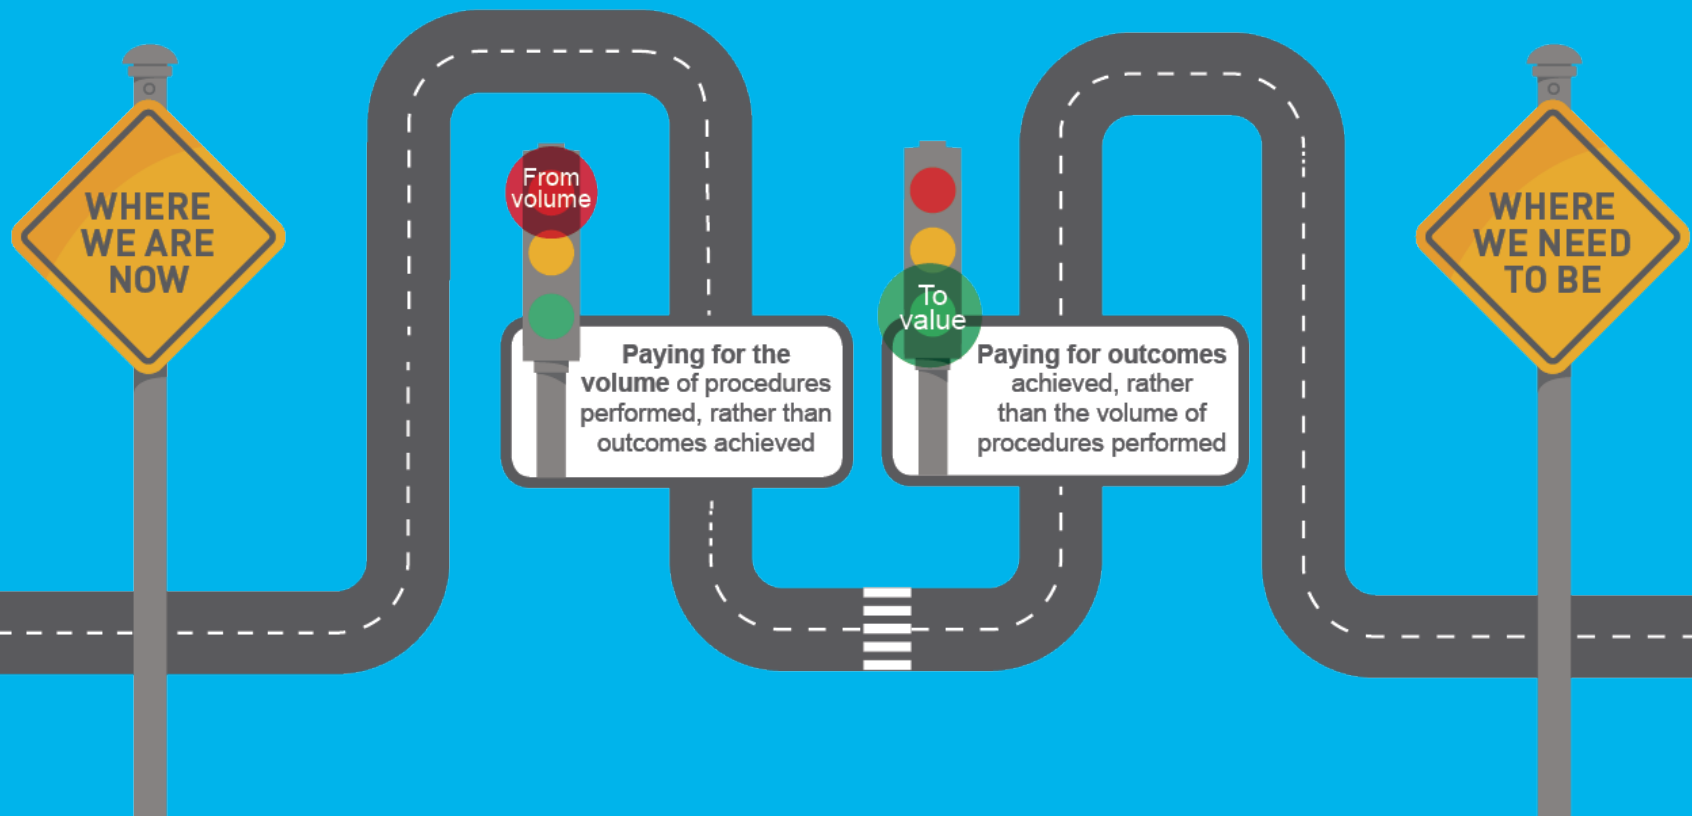 WHERE
WE ARE
NOW
From
volume
Paying for the
volume of procedures
performed, rather than
outcomes achieved
To
value
Paying for outcomes
achieved, rather
than the volume of
procedures performed
WHERE
WE NEED
TO BE